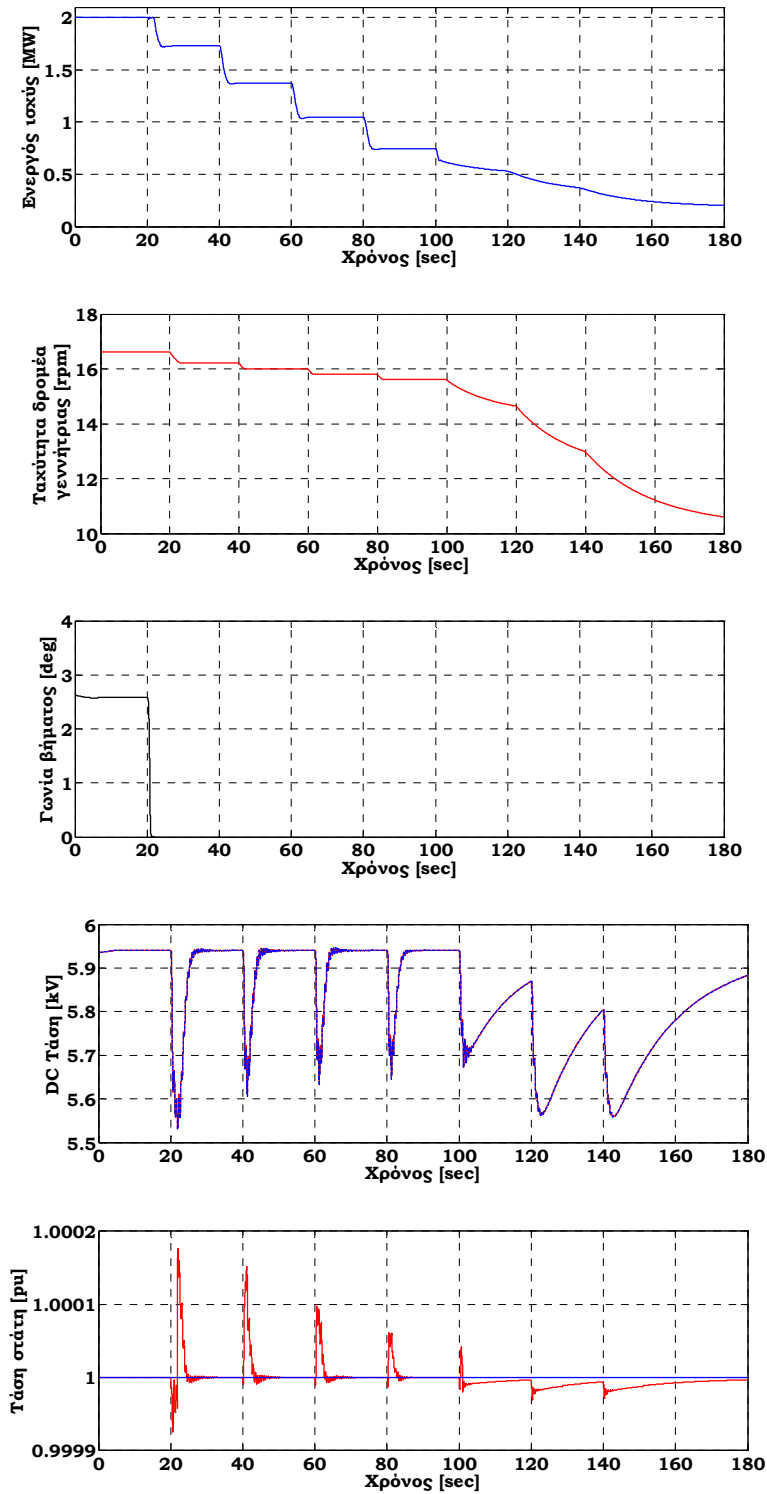 2
1.5
1
0.5
0
Ενεργός ισχύς [MW]
0 20 40 60 80 100 120 140 160 180
Χρόνος [sec]
18
16
14
12
10
Ταχύτητα δρομέα
γεννήτριας [rpm]
0 20 40 60 80 100 120 140 160 180
Χρόνος [sec]
4
3
2
1
0
Γωνία βήματος [deg]
0 20 40 60 80 100 120 140 160 180
Χρόνος [sec]
6
5.9
5.8
5.7
5.6
5.5
DC Τάση [kV]
0 20 40 60 80 100 120 140 160 180
Χρόνος [sec]
1.0002
1.0001
1
0.9999
Τάση στάτη [pu]
0 20 40 60 80 100 120 140 160 180
Χρόνος [sec]